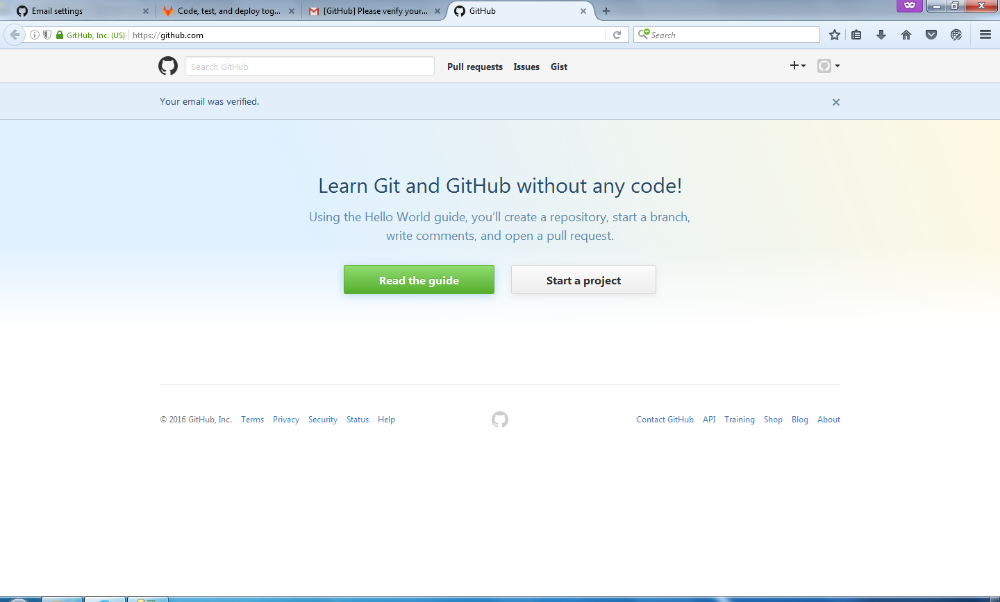 Email settings
Code, test, and deploy tog...
[GitHub] Please verify your...
GitHub
GitHub, Inc. (US)
https://github.com
Search
Search GitHub
Pull requests
Issues
Gist
Your email was verified.
Learn Git and GitHub without any code!
Using the Hello World guide, you’ll create a repository, start a branch,
write comments, and open a pull request.
Read the guide
Start a project
© 2016 GitHub, Inc.
Terms
Privacy
Security
Status
Help
Contact GitHub
API
Training
Shop
Blog
About